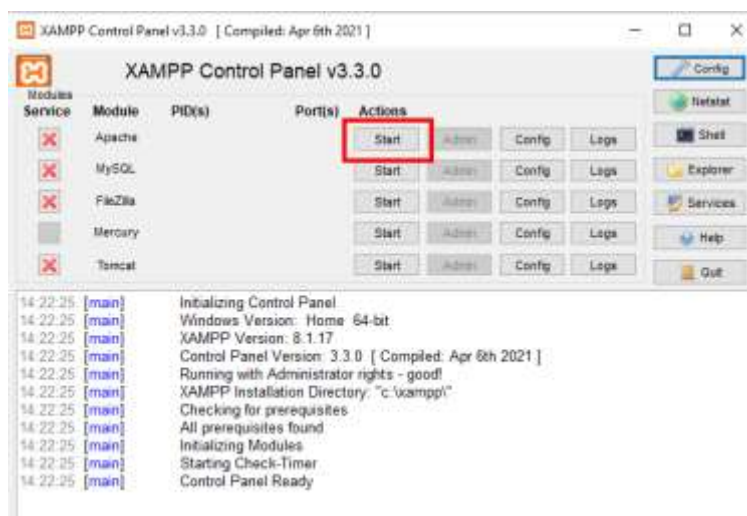 XAMPP Control Panel v3.3.0 [ Compiled: Apr 6th 2021 ]
XAMPP Control Panel v3.3.0
Config
Modules
Service Module PID(s) Port(s) Actions
Netstat
Apache Start Admin Config Logs
Shell
MySQL Start Admin Config Logs
Explorer
FileZilla Start Admin Config Logs
Services
Mercury Start Admin Config Logs
Help
Tomcat Start Admin Config Logs
Quit
14:22:25 [main] Initializing Control Panel
14:22:25 [main] Windows Version: Home 64-bit
14:22:25 [main] XAMPP Version: 8.1.17
14:22:25 [main] Control Panel Version: 3.3.0 [ Compiled: Apr 6th 2021 ]
14:22:25 [main] Running with Administrator rights - good!
14:22:25 [main] XAMPP Installation Directory: "c:\xampp\"
14:22:25 [main] Checking for prerequisites
14:22:25 [main] All prerequisites found
14:22:25 [main] Initializing Modules
14:22:25 [main] Starting Check-Timer
14:22:25 [main] Control Panel Ready